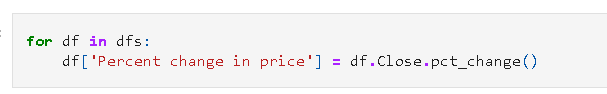 for df in dfs:
    df['Percent change in price'] = df.Close.pct_change()